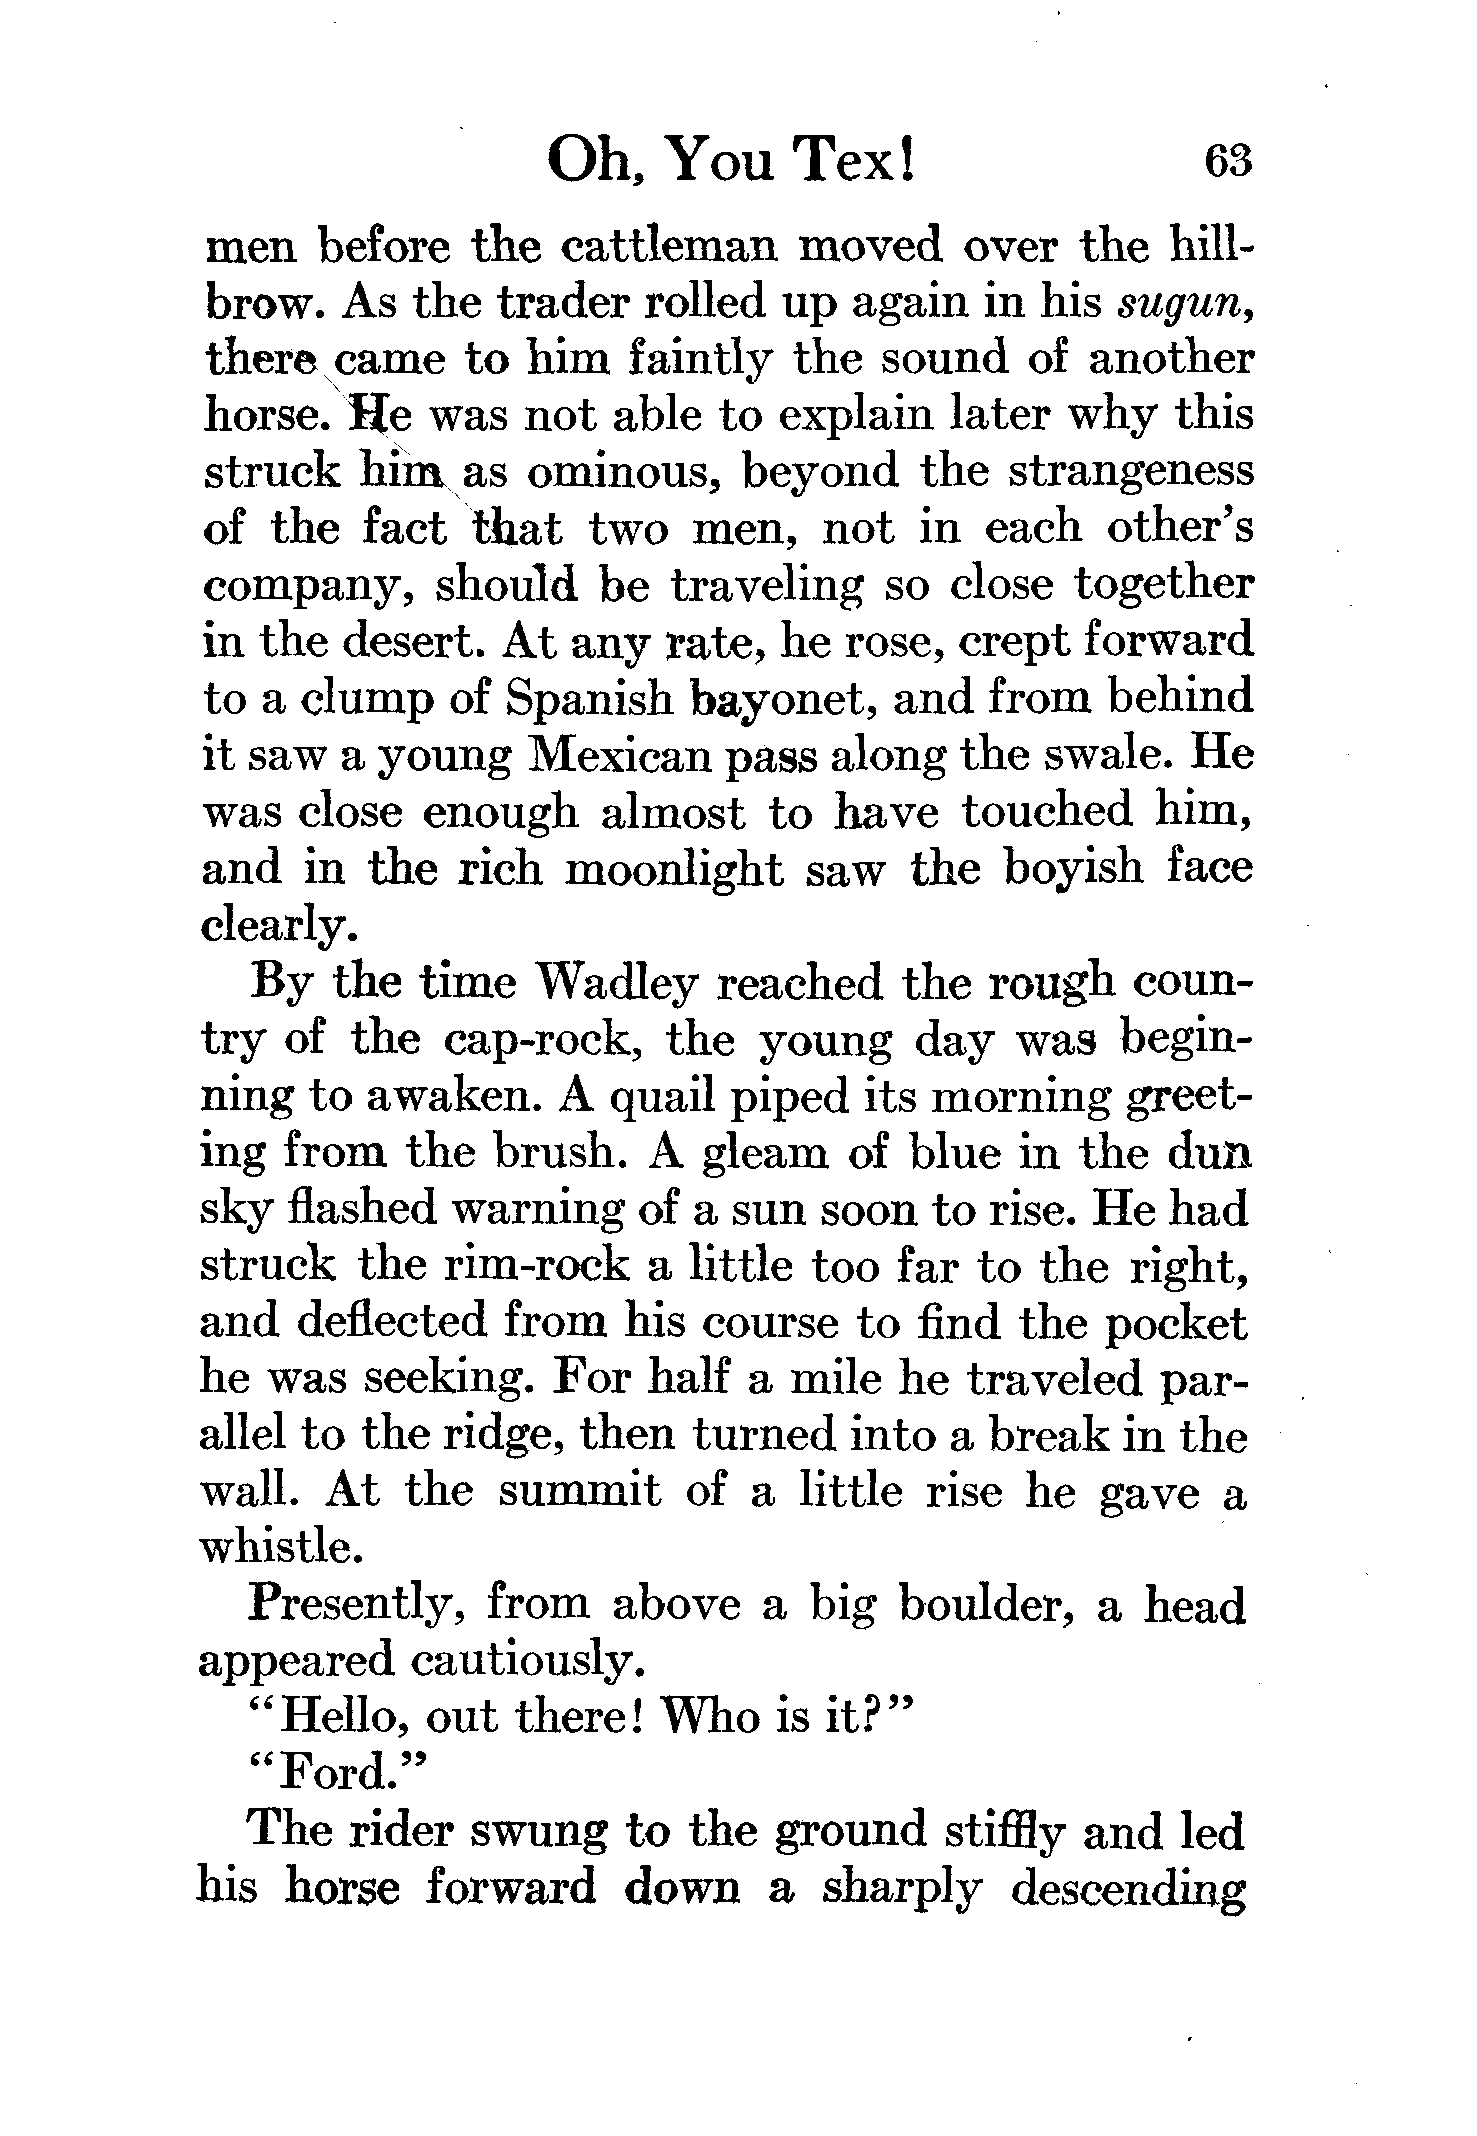 Oh, You Tex! 63
men before the cattleman moved over the hill-
brow. As the trader rolled up again in his sugun,
there came to him faintly the sound of another
horse. He was not able to explain later why this
struck him as ominous, beyond the strangeness
of the fact that two men, not in each other's
company, should be traveling so close together
in the desert. At any rate, he rose, crept forward
to a clump of Spanish bayonet, and from behind
it saw a young Mexican pass along the swale. He
was close enough almost to have touched him,
and in the rich moonlight saw the boyish face
clearly.
By the time Wadley reached the rough coun-
try of the cap-rock, the young day was begin-
ning to awaken. A quail piped its morning greet-
ing from the brush. A gleam of blue in the dun
sky flashed warning of a sun soon to rise. He had
struck the rim-rock a little too far to the right,
and deflected from his course to find the pocket
he was seeking. For half a mile he traveled par-
allel to the ridge, then turned into a break in the
wall. At the summit of a little rise he gave a
whistle.
Presently, from above a big boulder, a head
appeared cautiously.
"Hello, out there! Who is it?"
"Ford."
The rider swung to the ground stiffly and led
his horse forward down a sharply descending